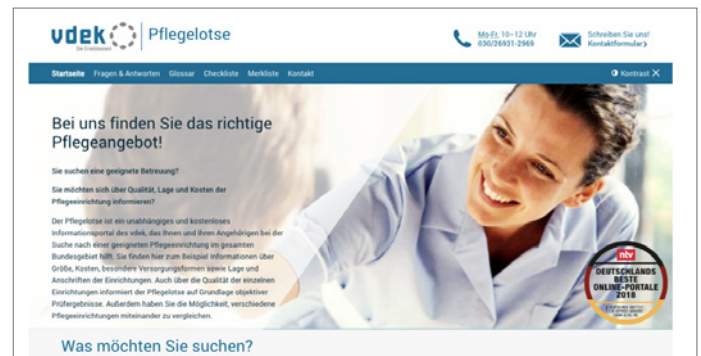 vdek
Die Ersatzkassen
Pflegelotse
Mo-Fr, 10–12 Uhr
030/26931-2969
Schreiben Sie uns!
Kontaktformular >
Startseite Fragen & Antworten Glossar Checkliste Merkliste Kontakt
Kontrast
Bei uns finden Sie das richtige
Pflegeangebot!
Sie suchen eine geeignete Betreuung?
Sie möchten sich über Qualität, Lage und Kosten der
Pflegeeinrichtung informieren?
Der Pflegelotse ist ein unabhängiges und kostenloses
Informationsportal des vdek, das Ihnen und Ihren Angehörigen bei der
Suche nach einer geeigneten Pflegeeinrichtung im gesamten
Bundesgebiet hilft. Sie finden hier zum Beispiel Informationen über
Größe, Kosten, besondere Versorgungsformen sowie Lage und
Anschriften der Einrichtungen. Auch über die Qualität der einzelnen
Einrichtungen informiert der Pflegelotse auf Grundlage objektiver
Prüfergebnisse. Außerdem haben Sie die Möglichkeit, verschiedene
Pflegeeinrichtungen miteinander zu vergleichen.
ntv
DEUTSCHLANDS
BESTE
ONLINE-PORTALE
2018
Was möchten Sie suchen?